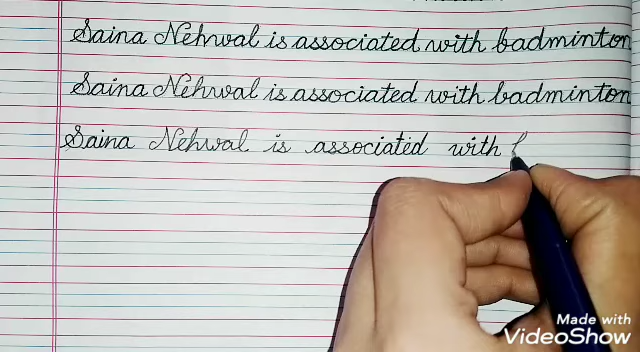 Saina Nehwal is associated with badminton
Saina Nehwal is associated with badminton
Saina Nehwal is associated with
Made with
VideoShow